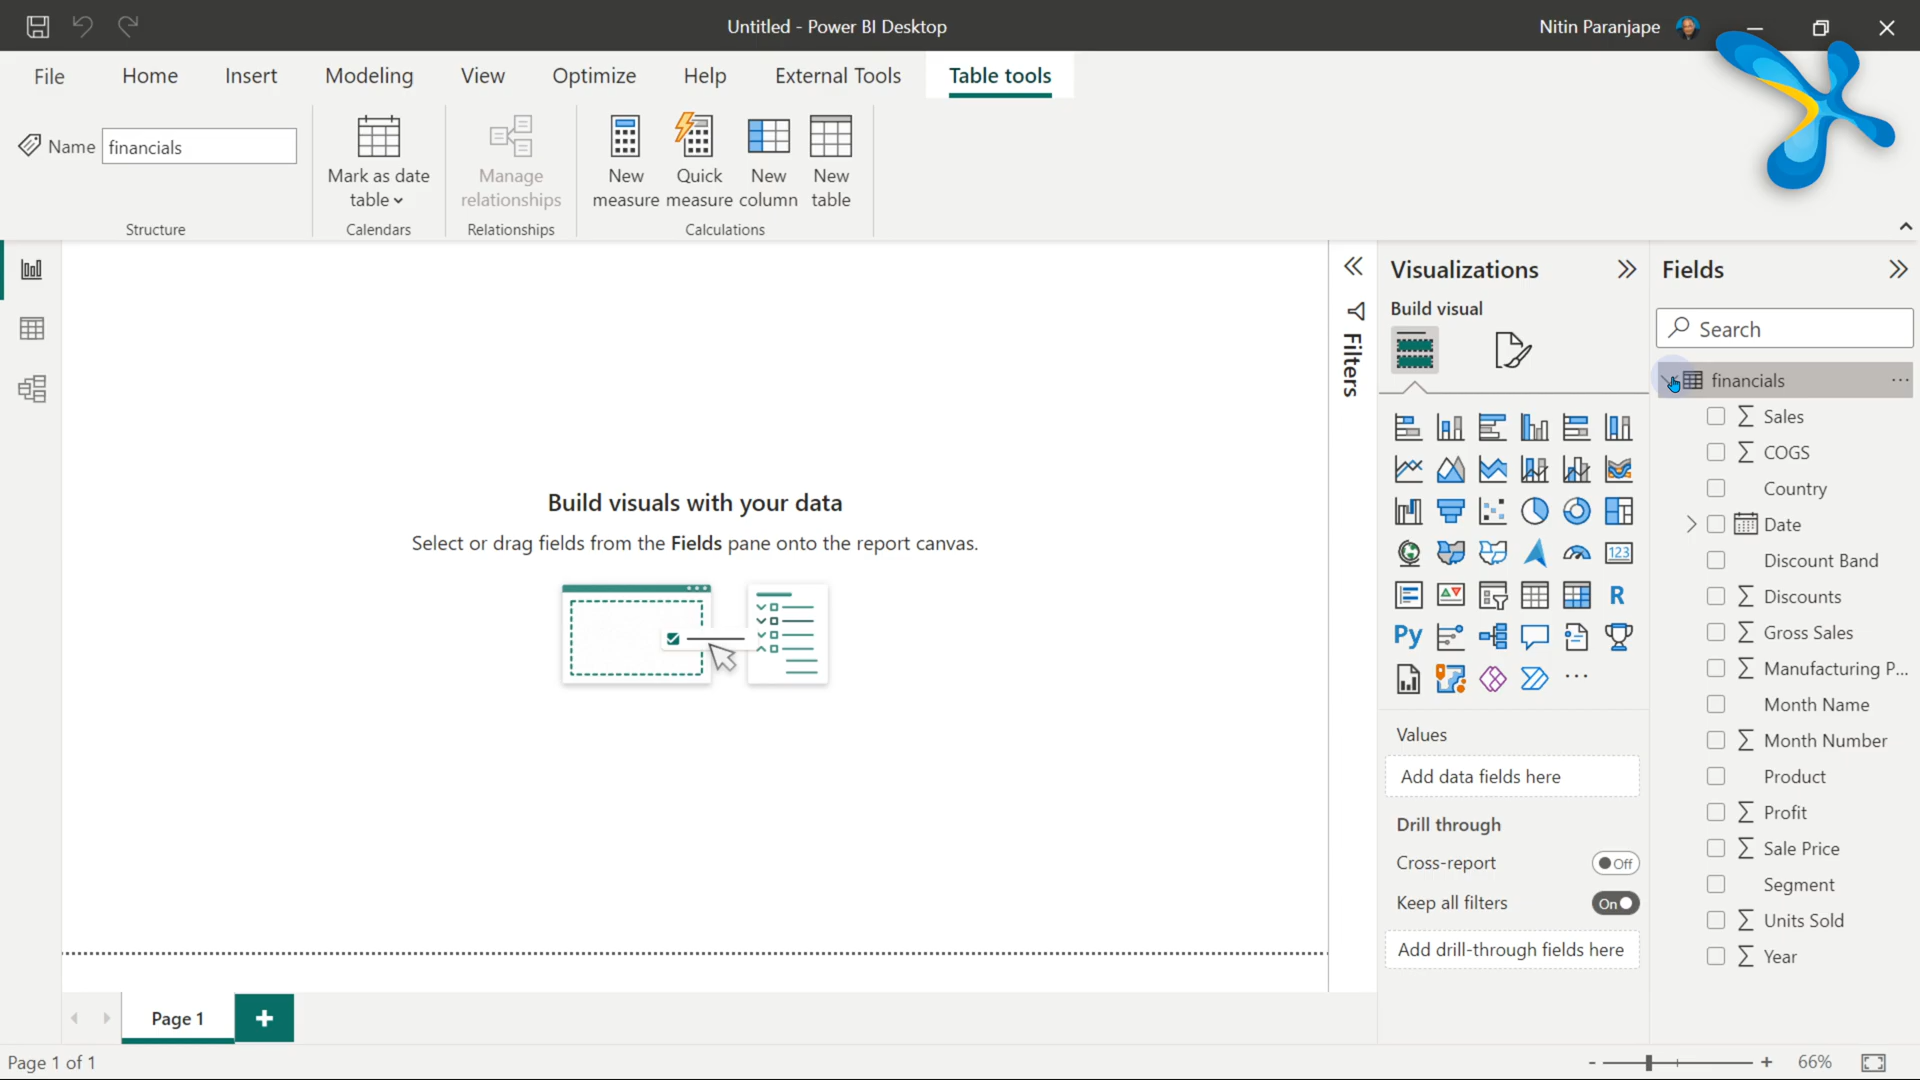 Untitled - Power BI Desktop
Nitin Paranjape
File
Home
Insert
Modeling
View
Optimize
Help
External Tools
Table tools
Name
financials
Mark as date
table
Manage
relationships
New
measure
Quick
measure
New
column
New
table
Structure
Calendars
Relationships
Calculations
Build visuals with your data
Select or drag fields from the Fields pane onto the report canvas.
Filters
Visualizations
Build visual
123
R
Py
Values
Add data fields here
Drill through
Cross-report
Off
Keep all filters
On
Add drill-through fields here
Fields
Search
financials
Sales
COGS
Country
Date
Discount Band
Discounts
Gross Sales
Manufacturing P...
Month Name
Month Number
Product
Profit
Sale Price
Segment
Units Sold
Year
Page 1
Page 1 of 1
66%